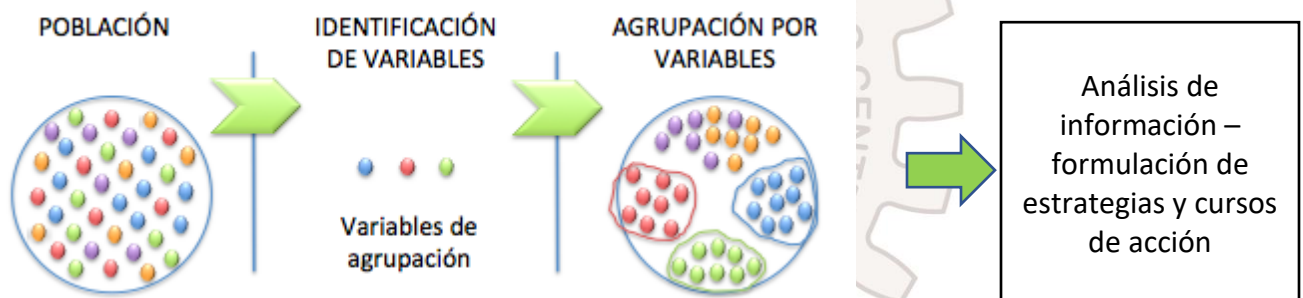 POBLACIÓN
IDENTIFICACIÓN
DE VARIABLES
Variables de
agrupación
AGRUPACIÓN POR
VARIABLES
Análisis de
información –
formulación de
estrategias y cursos
de acción